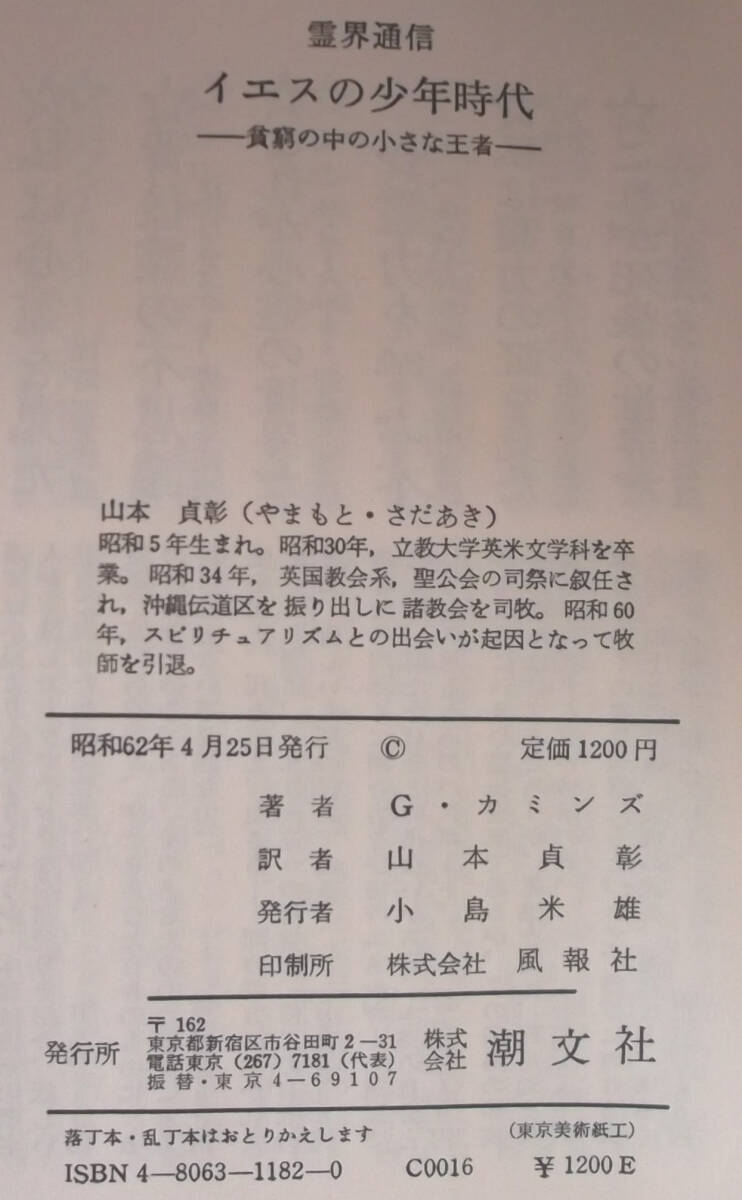 霊界通信
イエスの少年時代
──貧窮の中の小さな王者──
山本　貞彰（やまもと・さだあき）
昭和5年生まれ。昭和30年，立教大学英米文学科を卒
業。昭和34年，英国教会系，聖公会の司祭に叙任さ
れ，沖縄伝道区を振り出しに諸教会を司牧。昭和60
年，スピリチュアリズムとの出会いが起因となって牧
師を引退。
昭和62年4月25日発行　©　定価1200円
著者　G・カミンズ
訳者　山本貞彰
発行者　小島米雄
印制所　株式会社　風報社
発行所
〒162
東京都新宿区市谷田町2―31
電話東京（267）7181（代表）
振替・東京4―69107
株式会社　潮文社
落丁本・乱丁本はおとりかえします　（東京美術紙工）
ISBN4―8063―1182―0　C0016　￥1200E